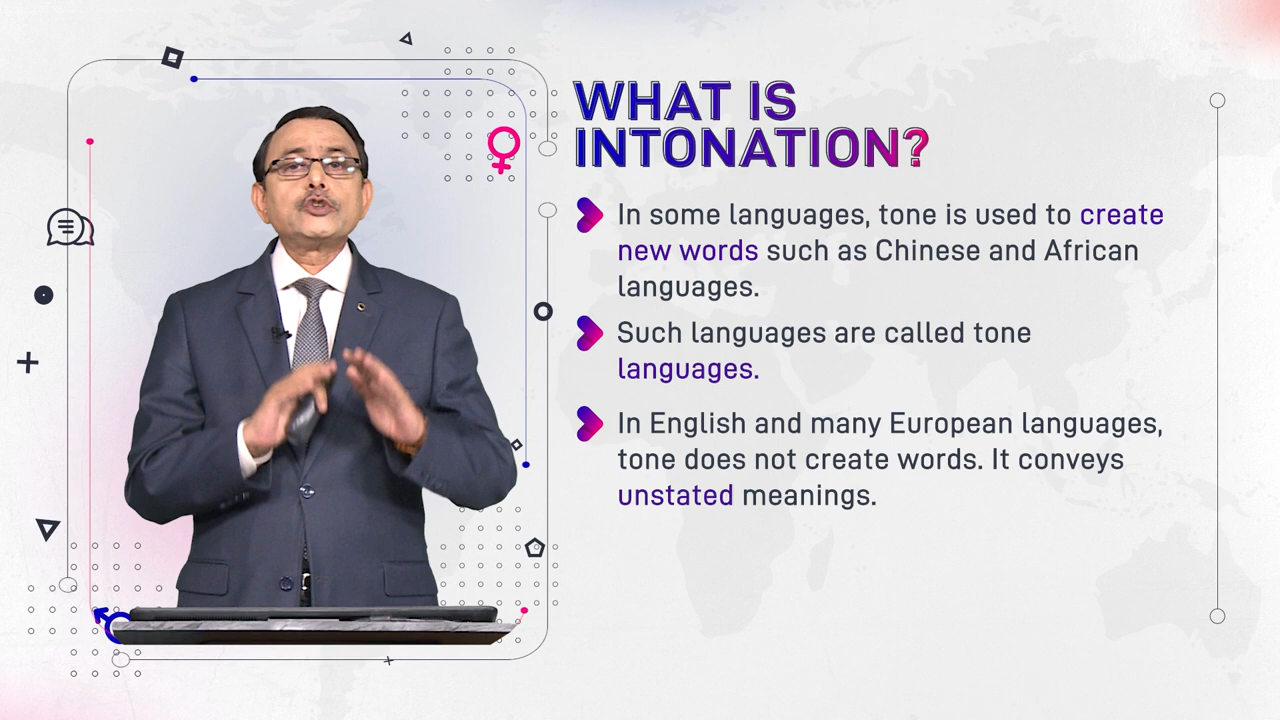 WHAT IS
INTONATION?
In some languages, tone is used to create
new words such as Chinese and African
languages.
Such languages are called tone
languages.
In English and many European languages,
tone does not create words. It conveys
unstated meanings.